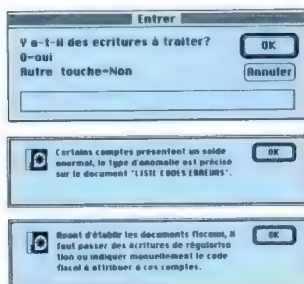 Entrer
Y a-t-il des ecritures à traiter?
O=oui
Autre touche=Non
OK
Annuler
Certains comptes présentent un solde
anormal, le type d'anomalie est précisé
sur le document "LISTE CODES ERREURS".
OK
Avant d'établir les documents fiscaux, il
faut passer des écritures de régularisa
tion ou indiquer manuellement le code
fiscal à attribuer à ces comptes.
OK